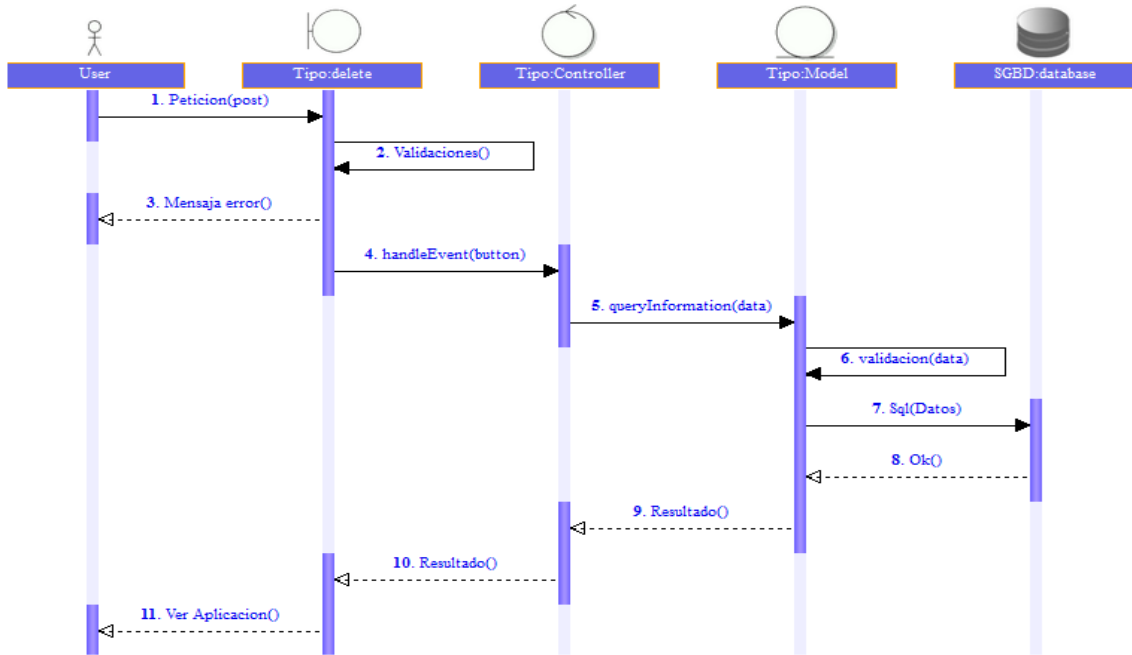 User
Tipo:delete
Tipo:Controller
Tipo:Model
SGBD:database
1. Peticion(post)
2. Validaciones()
3. Mensaja error()
4. handleEvent(button)
5. queryInformation(data)
6. validacion(data)
7. Sql(Datos)
8. Ok()
9. Resultado()
10. Resultado()
11. Ver Aplicacion()